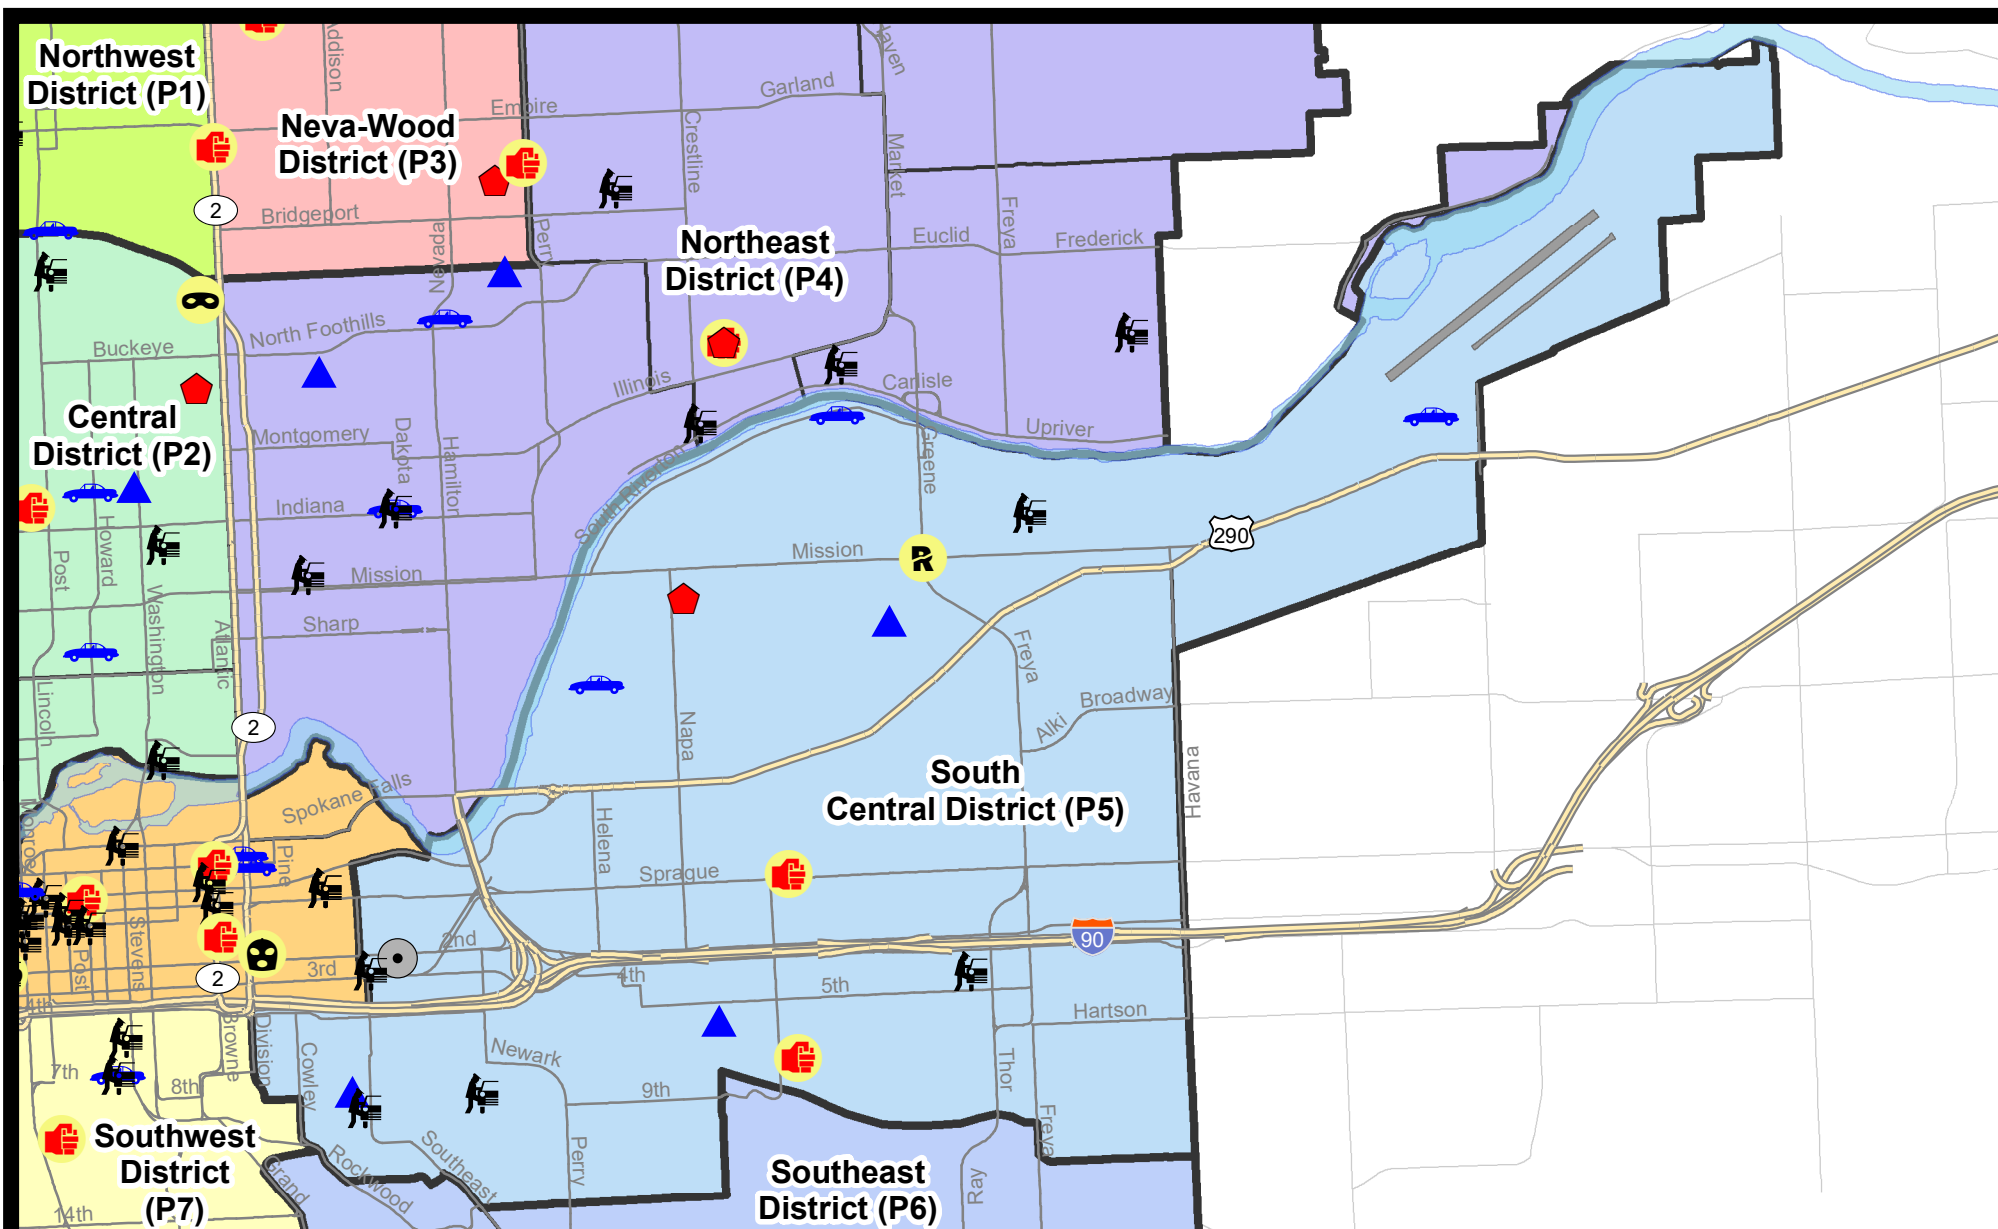 Northwest
District (P1)
Addison
Haven
Garland
Empire
Neva-Wood
District (P3)
Crestline
Market
2
Bridgeport
Nevada
Perry
Northeast
District (P4)
Euclid
Freya
Frederick
North Foothills
Buckeye
Illinois
Carlisle
Central
District (P2)
Montgomery
Dakota
Hamilton
Upriver
Greene
South Riverton
Indiana
Howard
Post
Mission
Mission
R
290
Washington
Sharp
Atlantic
Freya
Lincoln
Napa
Alki
Broadway
2
Havana
South
Central District (P5)
Spokane Falls
Monroe
Helena
Pine
Sprague
Stevens
Post
2nd
3rd
90
2
4th
4th
5th
Hartson
Browne
Division
Cowley
Newark
Thor
7th
8th
9th
Freya
Southwest
District
(P7)
Grand
Rockwood
Southeast
Perry
Southeast
District (P6)
Ray
14th